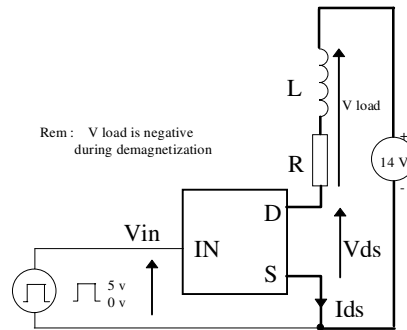 L
V load
Rem : V load is negative
during demagnetization
R
+
14 V
-
D
Vin
IN
Vds
S
5 v
0 v
Ids